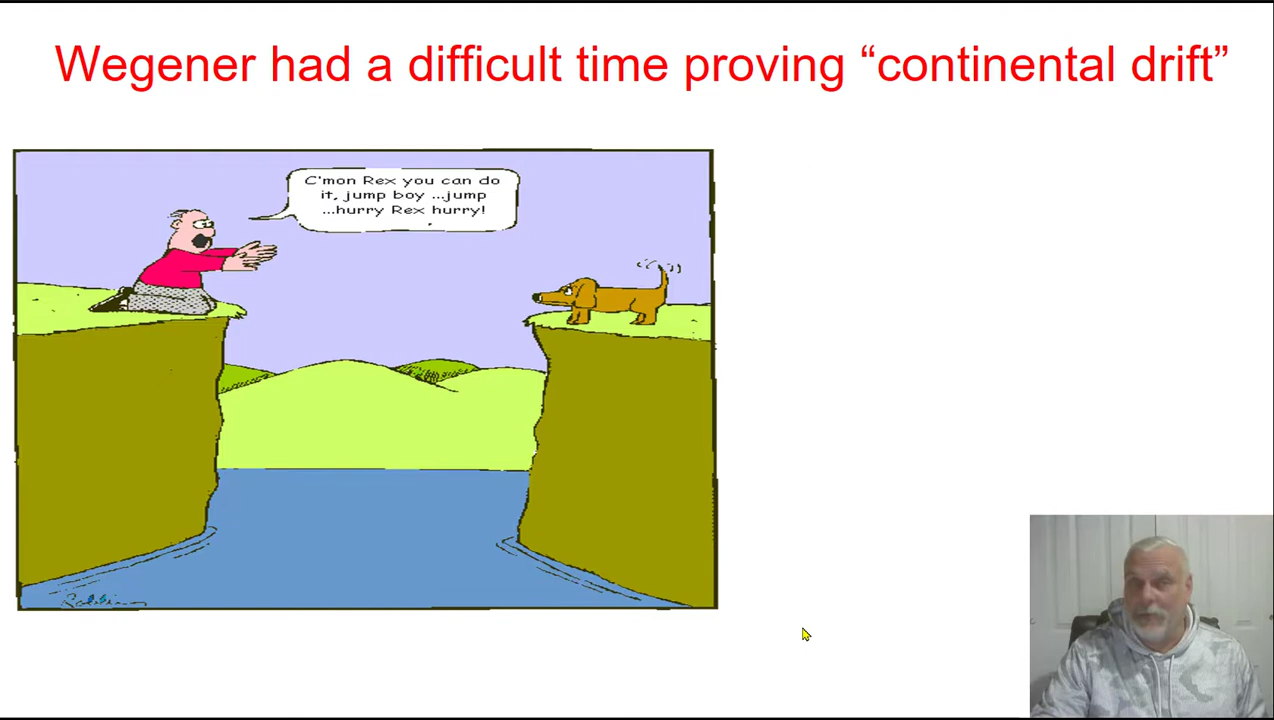 Wegener had a difficult time proving “continental drift”
C'mon Rex you can do
it, jump boy ...jump
...hurry Rex hurry!